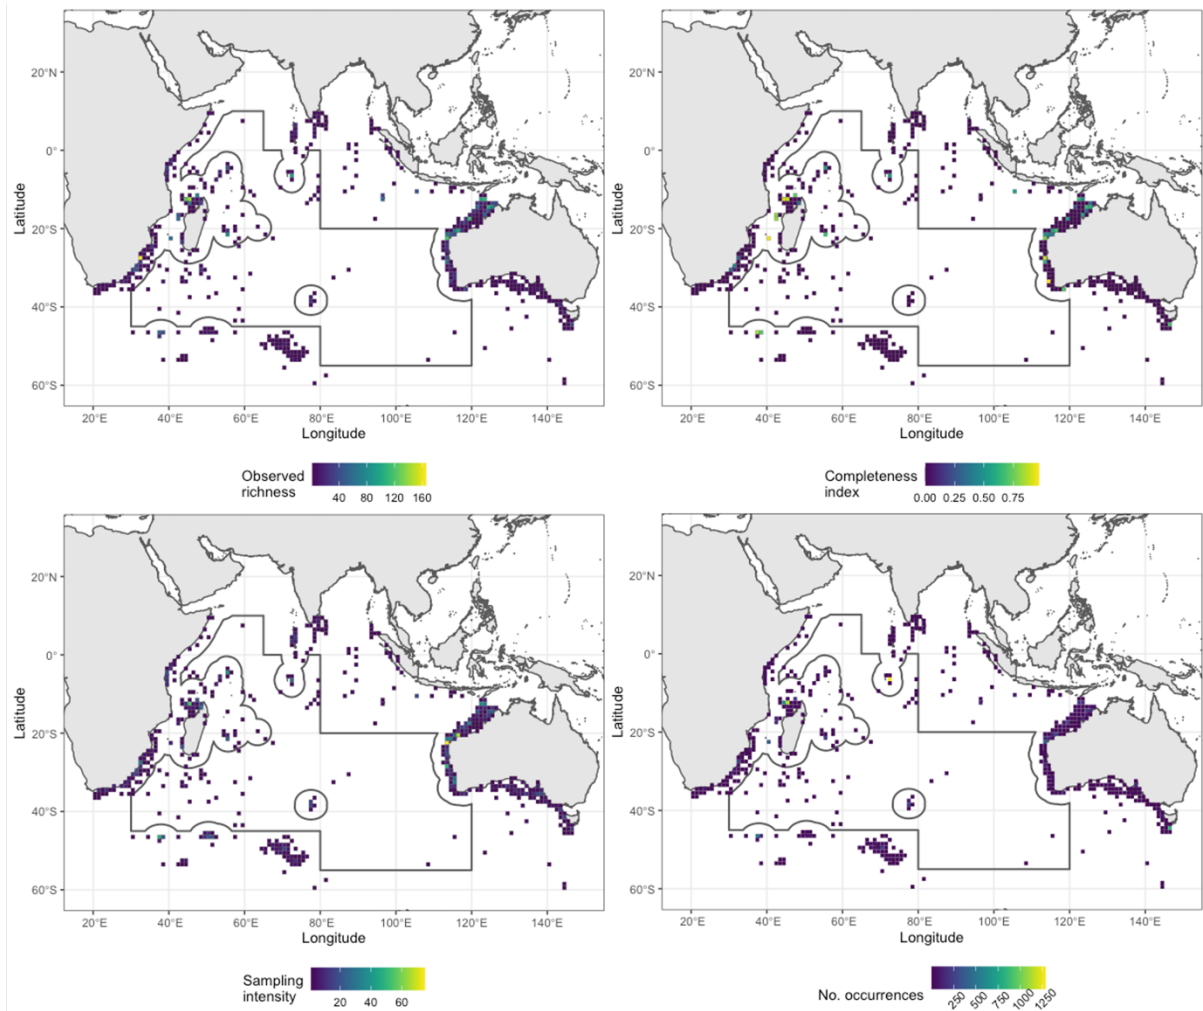 20°N
0°
20°S
40°S
60°S
Latitude
20°E 40°E 60°E 80°E 100°E 120°E 140°E
Longitude
Observed
richness
40 80 120 160
20°N
0°
20°S
40°S
60°S
Latitude
20°E 40°E 60°E 80°E 100°E 120°E 140°E
Longitude
Completeness
index
0.00 0.25 0.50 0.75
20°N
0°
20°S
40°S
60°S
Latitude
20°E 40°E 60°E 80°E 100°E 120°E 140°E
Longitude
Sampling
intensity
20 40 60
20°N
0°
20°S
40°S
60°S
Latitude
20°E 40°E 60°E 80°E 100°E 120°E 140°E
Longitude
No. occurrences
250 500 750 1000 1250